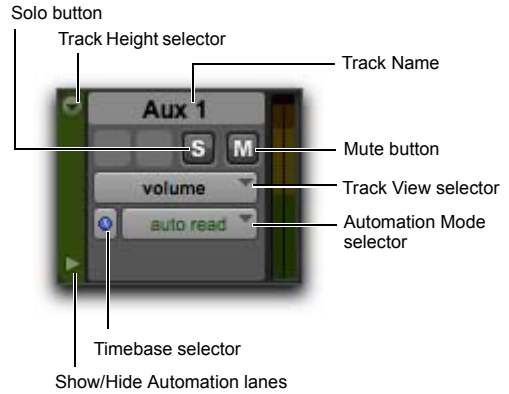 Solo button
Track Height selector
Track Name
Aux 1
S M
Mute button
volume
Track View selector
auto read
Automation Mode
selector
Timebase selector
Show/Hide Automation lanes